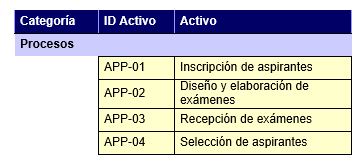 Categoría ID Activo Activo
Procesos
APP-01 Inscripción de aspirantes
APP-02 Diseño y elaboración de
exámenes
APP-03 Recepción de exámenes
APP-04 Selección de aspirantes